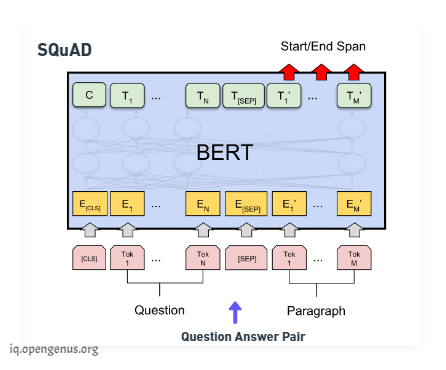 SQuAD
Start/End Span
C T1 ... TN T[SEP] T1' ... TM'
BERT
E[CLS] E1 ... EN E[SEP] E1' ... EM'
[CLS] Tok 1 ... Tok N [SEP] Tok 1 ... Tok M
Question Paragraph
Question Answer Pair
iq.opengenus.org